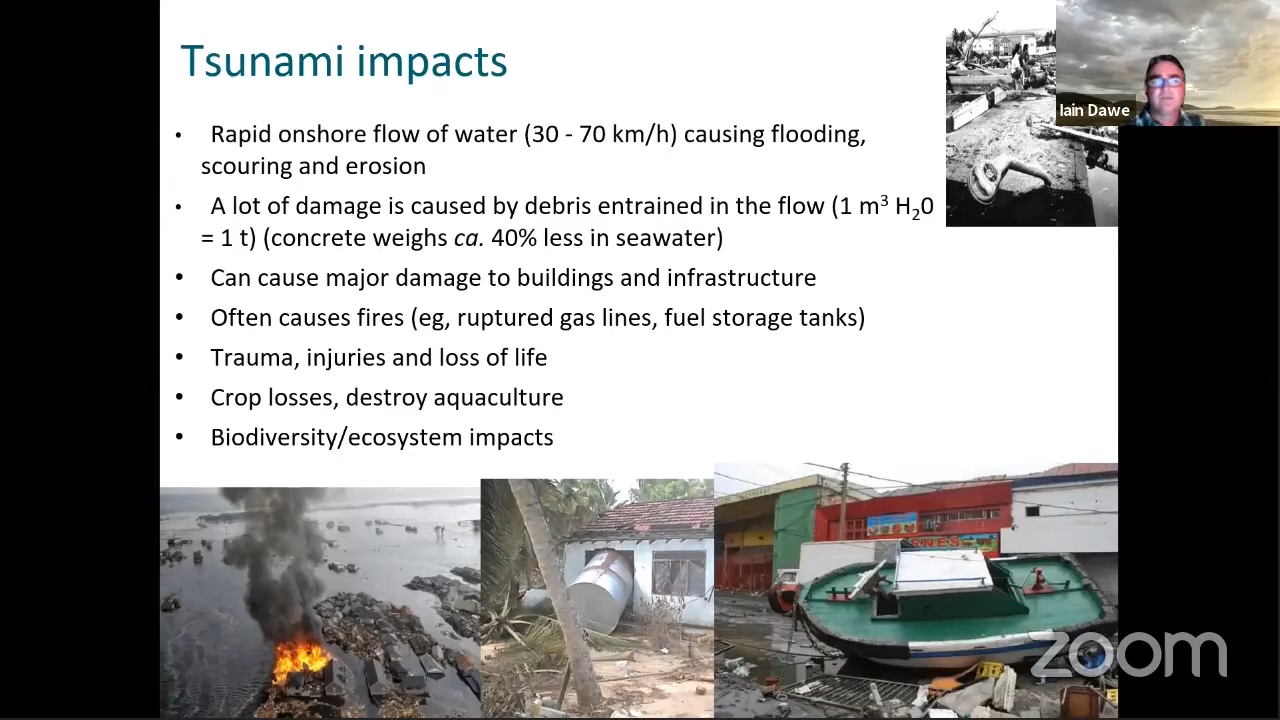 Tsunami impacts
Iain Dawe
• Rapid onshore flow of water (30 - 70 km/h) causing flooding,
scouring and erosion
• A lot of damage is caused by debris entrained in the flow (1 m³ H₂0
= 1 t) (concrete weighs ca. 40% less in seawater)
• Can cause major damage to buildings and infrastructure
• Often causes fires (eg, ruptured gas lines, fuel storage tanks)
• Trauma, injuries and loss of life
• Crop losses, destroy aquaculture
• Biodiversity/ecosystem impacts
zoom